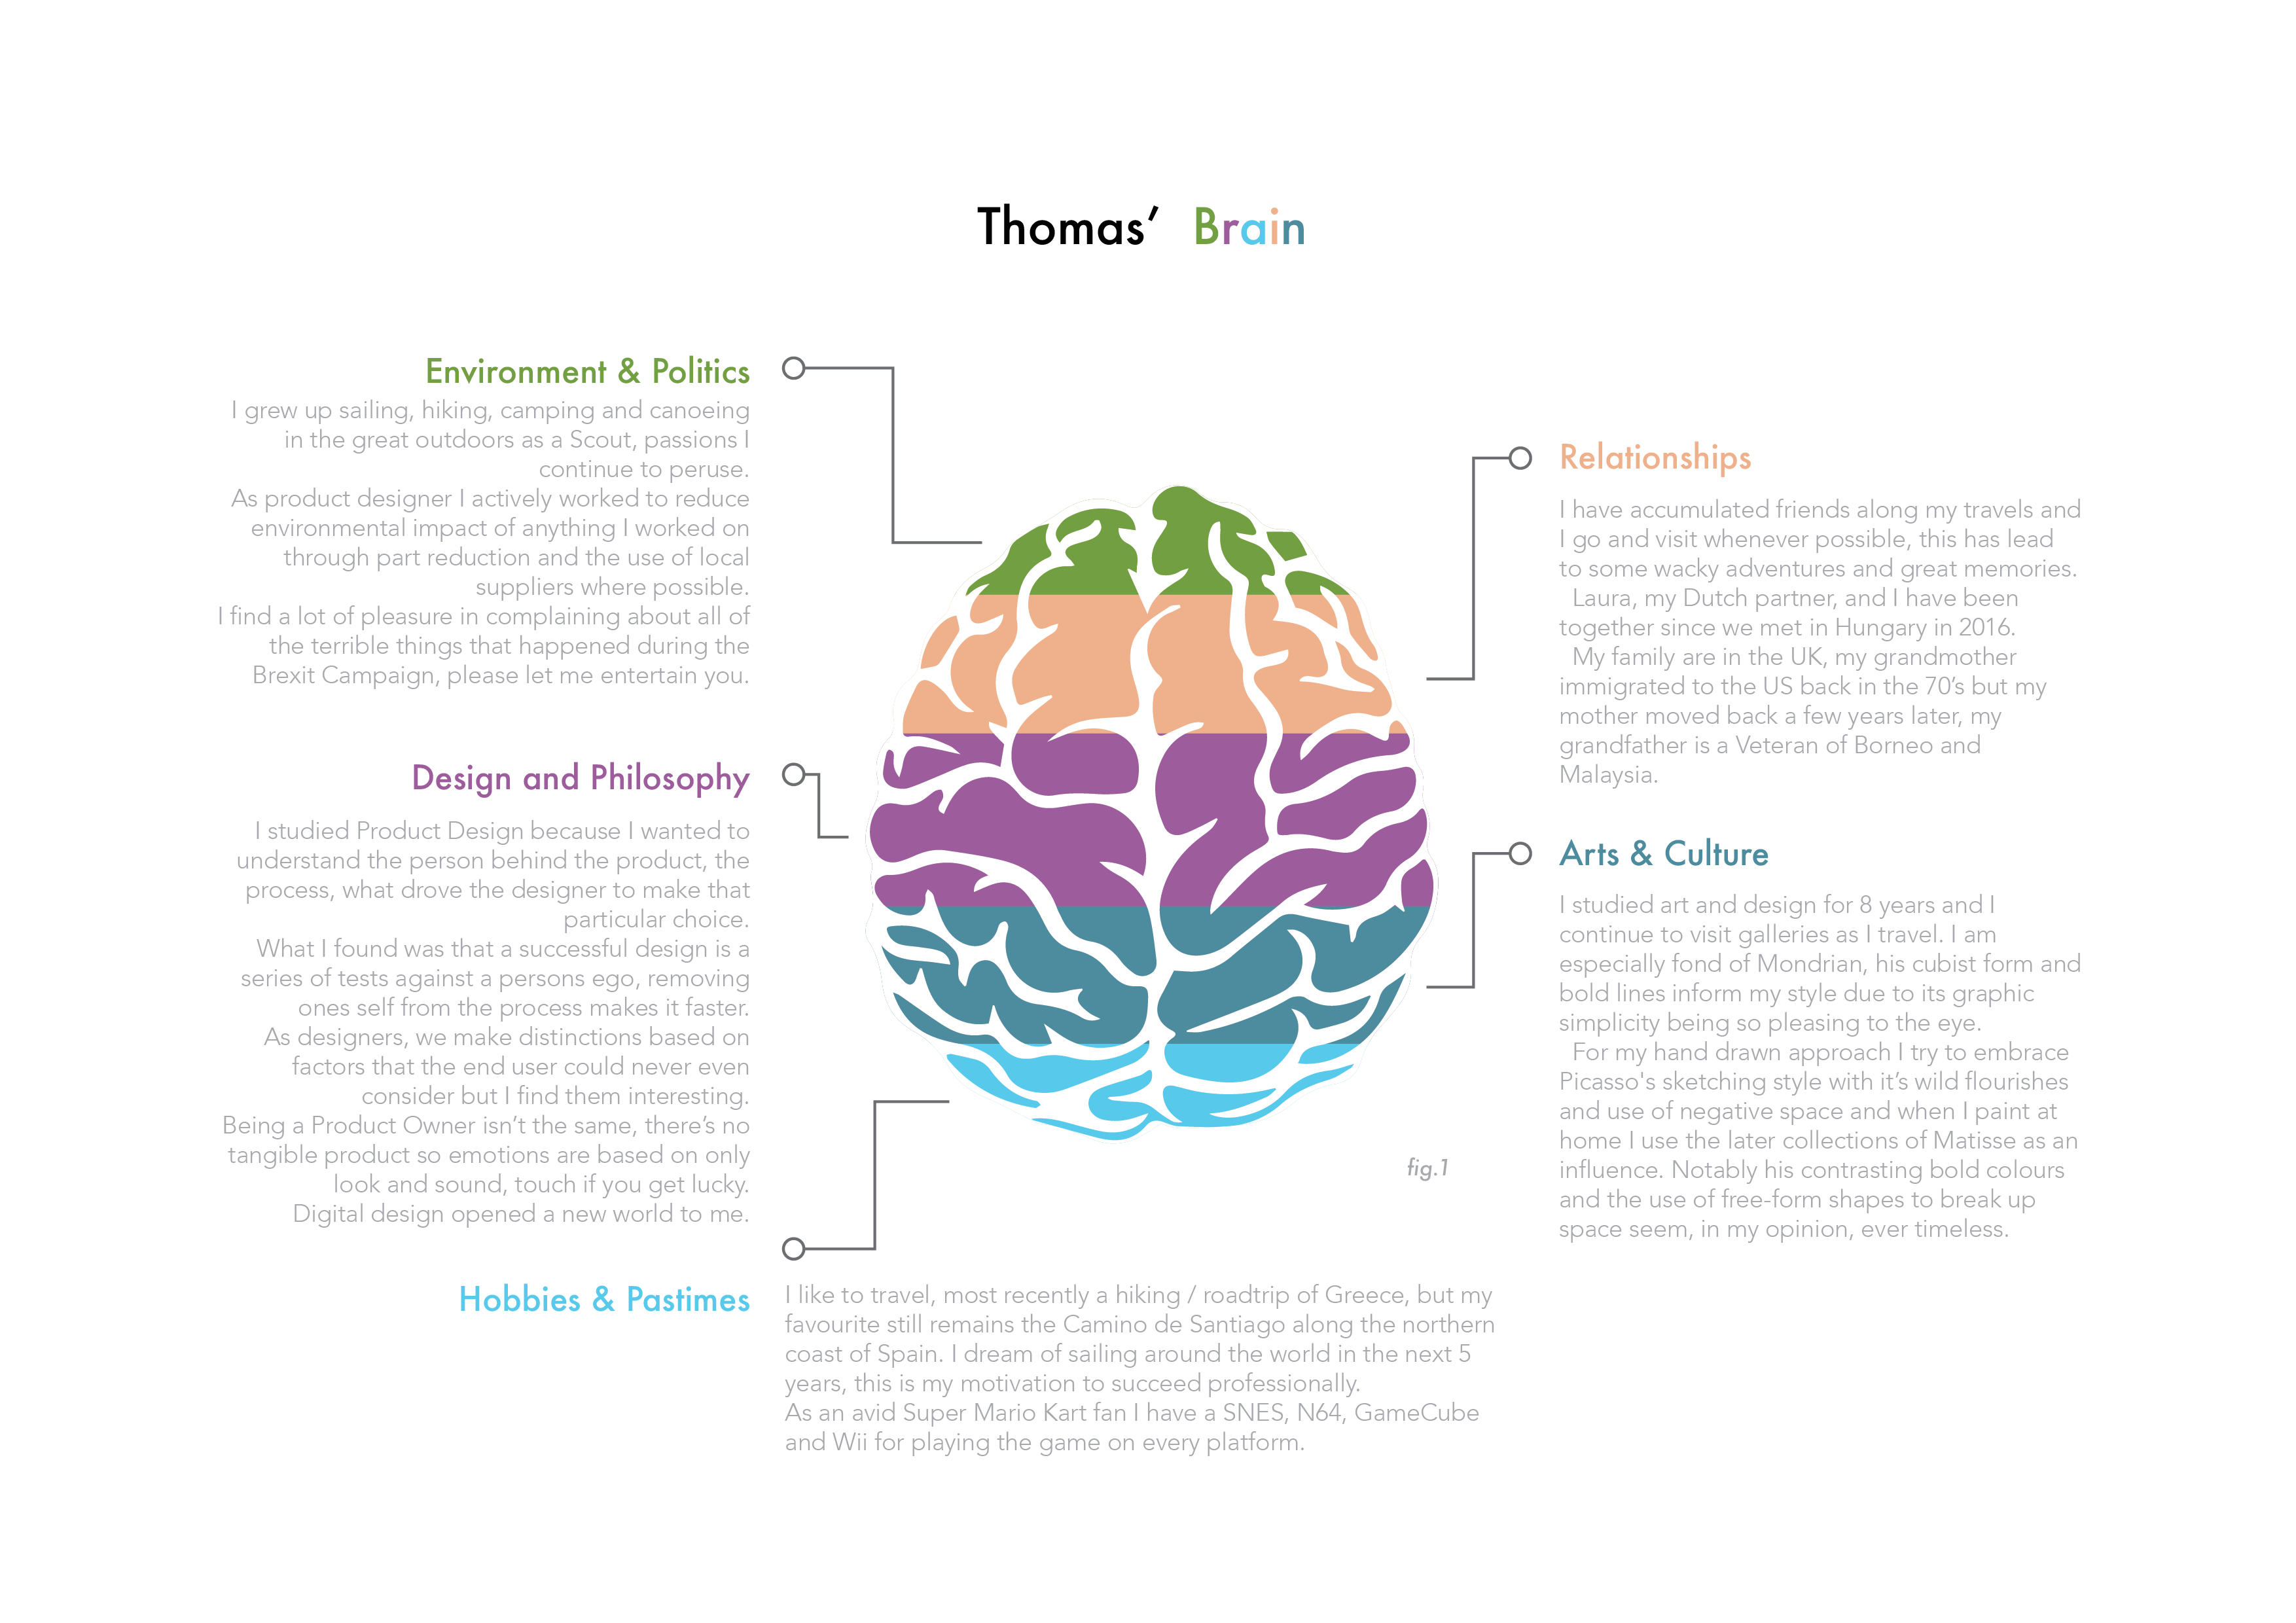 Thomas’ Brain
Environment & Politics
I grew up sailing, hiking, camping and canoeing
in the great outdoors as a Scout, passions I
continue to peruse.
As product designer I actively worked to reduce
environmental impact of anything I worked on
through part reduction and the use of local
suppliers where possible.
I find a lot of pleasure in complaining about all of
the terrible things that happened during the
Brexit Campaign, please let me entertain you.
Design and Philosophy
I studied Product Design because I wanted to
understand the person behind the product, the
process, what drove the designer to make that
particular choice.
What I found was that a successful design is a
series of tests against a persons ego, removing
ones self from the process makes it faster.
As designers, we make distinctions based on
factors that the end user could never even
consider but I find them interesting.
Being a Product Owner isn’t the same, there’s no
tangible product so emotions are based on only
look and sound, touch if you get lucky.
Digital design opened a new world to me.
Hobbies & Pastimes
I like to travel, most recently a hiking / roadtrip of Greece, but my
favourite still remains the Camino de Santiago along the northern
coast of Spain. I dream of sailing around the world in the next 5
years, this is my motivation to succeed professionally.
As an avid Super Mario Kart fan I have a SNES, N64, GameCube
and Wii for playing the game on every platform.
fig.1
Relationships
I have accumulated friends along my travels and
I go and visit whenever possible, this has lead
to some wacky adventures and great memories.
Laura, my Dutch partner, and I have been
together since we met in Hungary in 2016.
My family are in the UK, my grandmother
immigrated to the US back in the 70’s but my
mother moved back a few years later, my
grandfather is a Veteran of Borneo and
Malaysia.
Arts & Culture
I studied art and design for 8 years and I
continue to visit galleries as I travel. I am
especially fond of Mondrian, his cubist form and
bold lines inform my style due to its graphic
simplicity being so pleasing to the eye.
For my hand drawn approach I try to embrace
Picasso's sketching style with it’s wild flourishes
and use of negative space and when I paint at
home I use the later collections of Matisse as an
influence. Notably his contrasting bold colours
and the use of free-form shapes to break up
space seem, in my opinion, ever timeless.